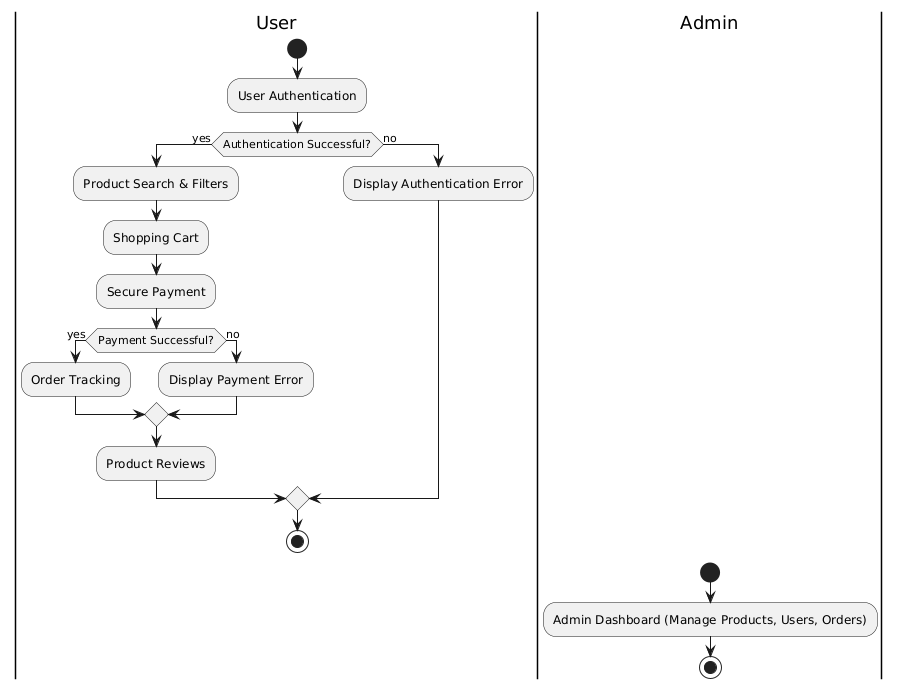 User
Admin
User Authentication
yes
Authentication Successful?
no
Product Search & Filters
Display Authentication Error
Shopping Cart
Secure Payment
yes
Payment Successful?
no
Order Tracking
Display Payment Error
Product Reviews
Admin Dashboard (Manage Products, Users, Orders)